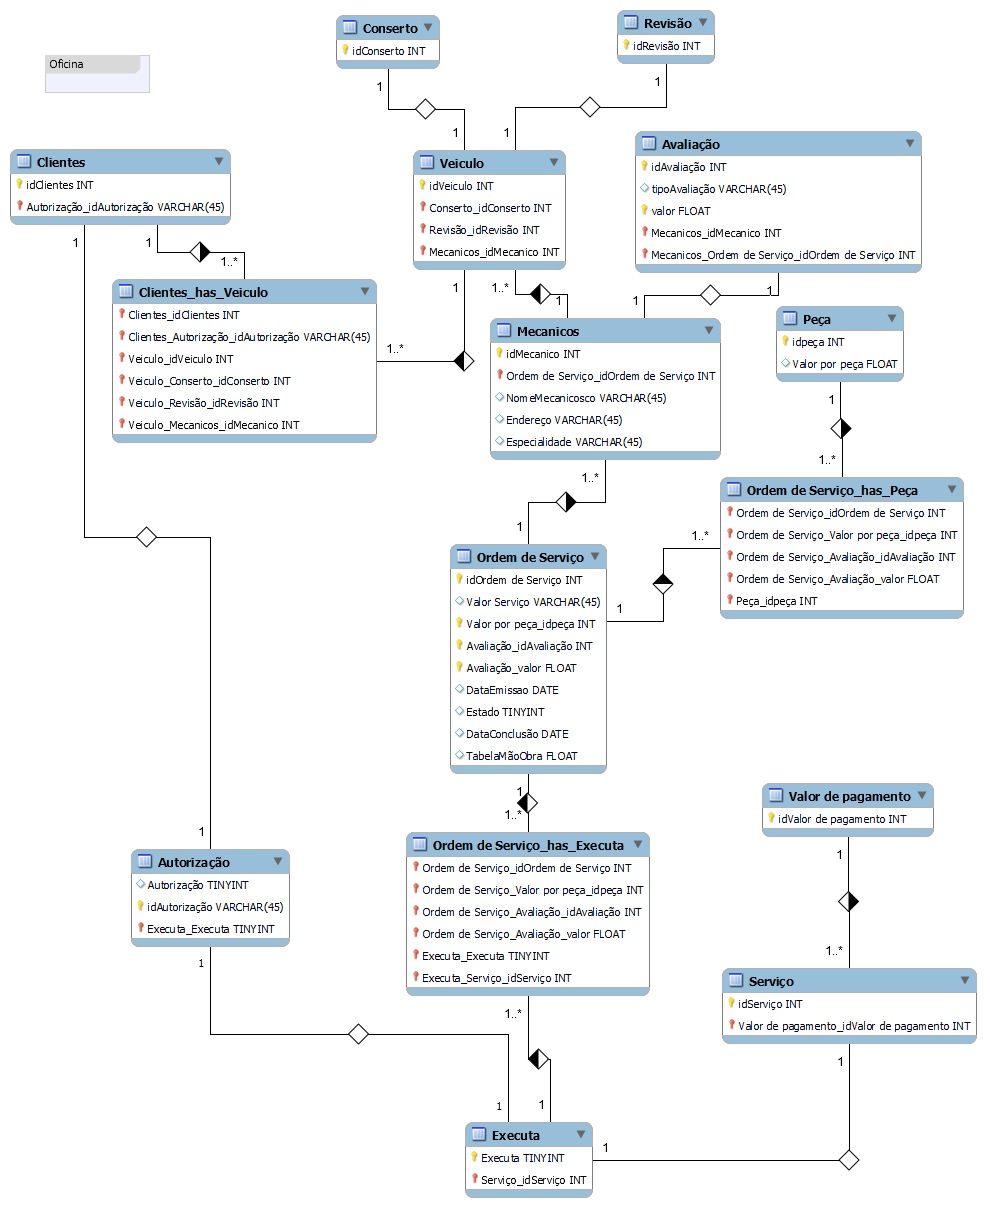 Oficina
Conserto
idConserto INT
1
1
Revisão
idRevisão INT
1
1
Clientes
idClientes INT
Autorização_idAutorização VARCHAR(45)
1
1
1..*
Veiculo
idVeiculo INT
Conserto_idConserto INT
Revisão_idRevisão INT
Mecanicos_idMecanico INT
1
1..*
1
Avaliação
idAvaliação INT
tipoAvaliação VARCHAR(45)
valor FLOAT
Mecanicos_idMecanico INT
Mecanicos_Ordem de Serviço_idOrdem de Serviço INT
1
1
Clientes_has_Veiculo
Clientes_idClientes INT
Clientes_Autorização_idAutorização VARCHAR(45)
Veiculo_idVeiculo INT
Veiculo_Conserto_idConserto INT
Veiculo_Revisão_idRevisão INT
Veiculo_Mecanicos_idMecanico INT
1..*
Mecanicos
idMecanico INT
Ordem de Serviço_idOrdem de Serviço INT
NomeMecanicosco VARCHAR(45)
Endereço VARCHAR(45)
Especialidade VARCHAR(45)
1..*
1
Peça
idpeça INT
Valor por peça FLOAT
1
1..*
Ordem de Serviço_has_Peça
Ordem de Serviço_idOrdem de Serviço INT
Ordem de Serviço_Valor por peça_idpeça INT
Ordem de Serviço_Avaliação_idAvaliação INT
Ordem de Serviço_Avaliação_valor FLOAT
Peça_idpeça INT
1..*
1
Ordem de Serviço
idOrdem de Serviço INT
Valor Serviço VARCHAR(45)
Valor por peça_idpeça INT
Avaliação_idAvaliação INT
Avaliação_valor FLOAT
DataEmissao DATE
Estado TINYINT
DataConclusão DATE
TabelaMãoObra FLOAT
1
1..*
Valor de pagamento
idValor de pagamento INT
1
1..*
Ordem de Serviço_has_Executa
Ordem de Serviço_idOrdem de Serviço INT
Ordem de Serviço_Valor por peça_idpeça INT
Ordem de Serviço_Avaliação_idAvaliação INT
Ordem de Serviço_Avaliação_valor FLOAT
Executa_Executa TINYINT
Executa_Serviço_idServiço INT
1..*
1
1
Autorização
Autorização TINYINT
idAutorização VARCHAR(45)
Executa_Executa TINYINT
1
1
Serviço
idServiço INT
Valor de pagamento_idValor de pagamento INT
1
1
Executa
Executa TINYINT
Serviço_idServiço INT